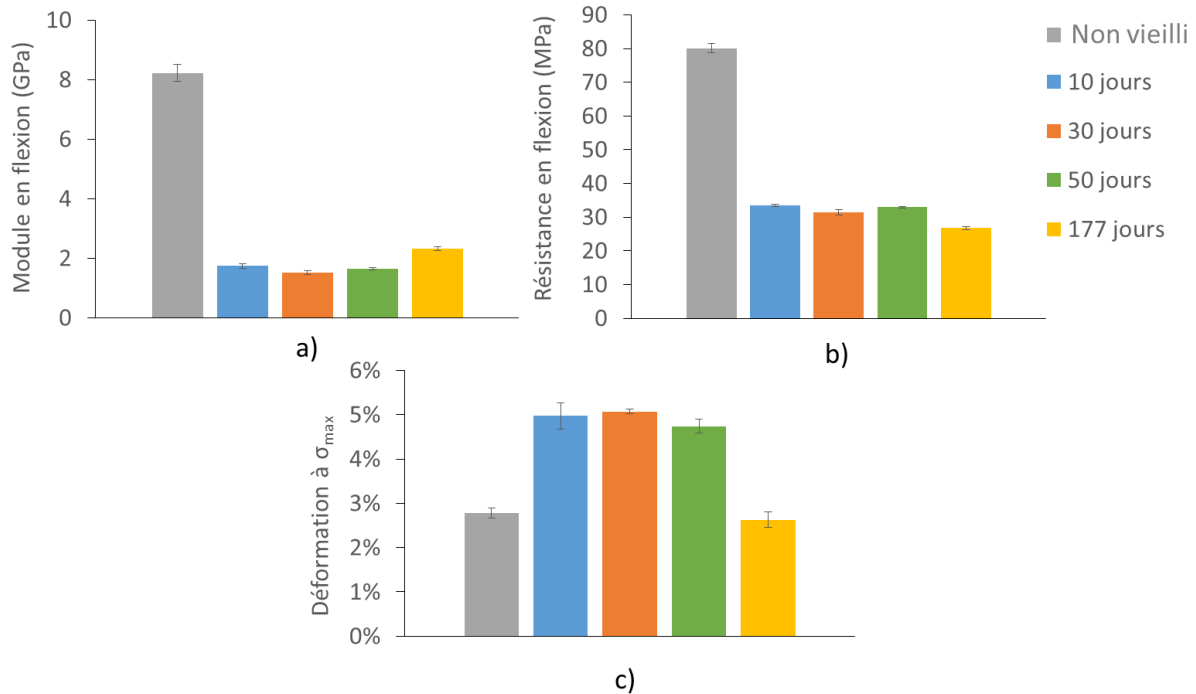 Module en flexion (GPa)
10
8
6
4
2
0
a)
Résistance en flexion (MPa)
90
80
70
60
50
40
30
20
10
0
b)
Non vieilli
10 jours
30 jours
50 jours
177 jours
Déformation à σmax
6%
5%
4%
3%
2%
1%
0%
c)